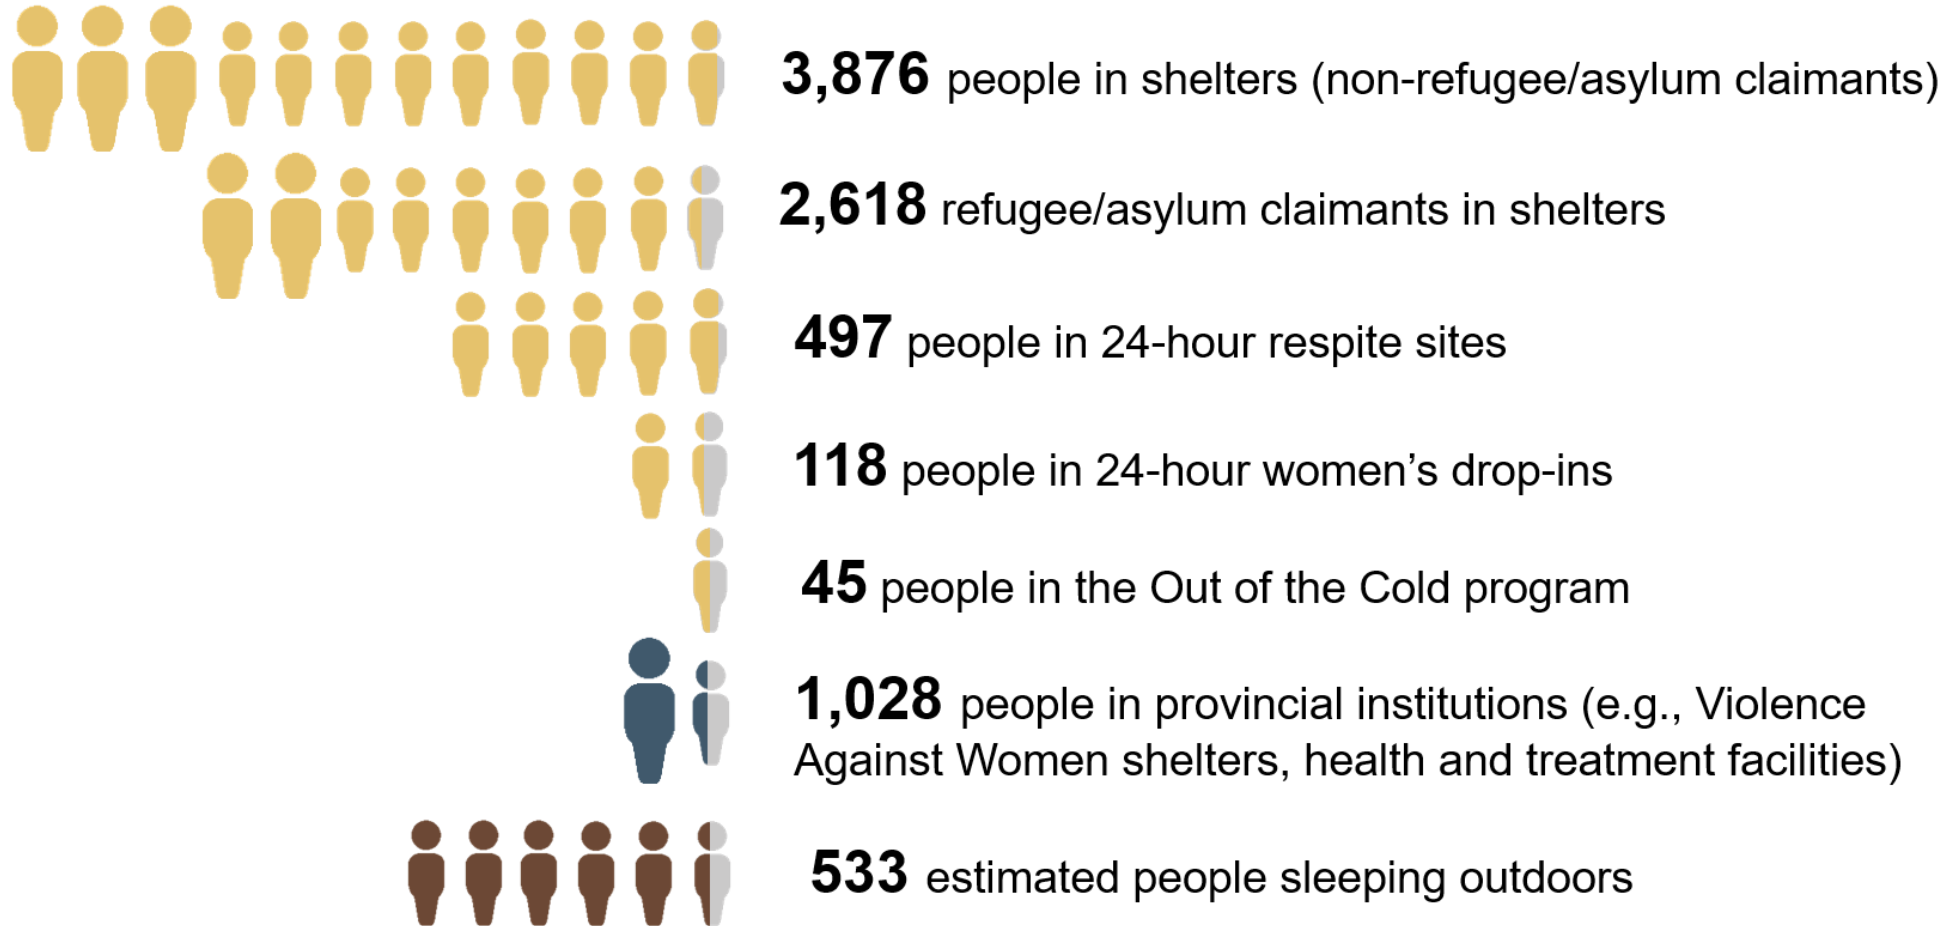 3,876 people in shelters (non-refugee/asylum claimants)
2,618 refugee/asylum claimants in shelters
497 people in 24-hour respite sites
118 people in 24-hour women’s drop-ins
45 people in the Out of the Cold program
1,028 people in provincial institutions (e.g., Violence
Against Women shelters, health and treatment facilities)
533 estimated people sleeping outdoors